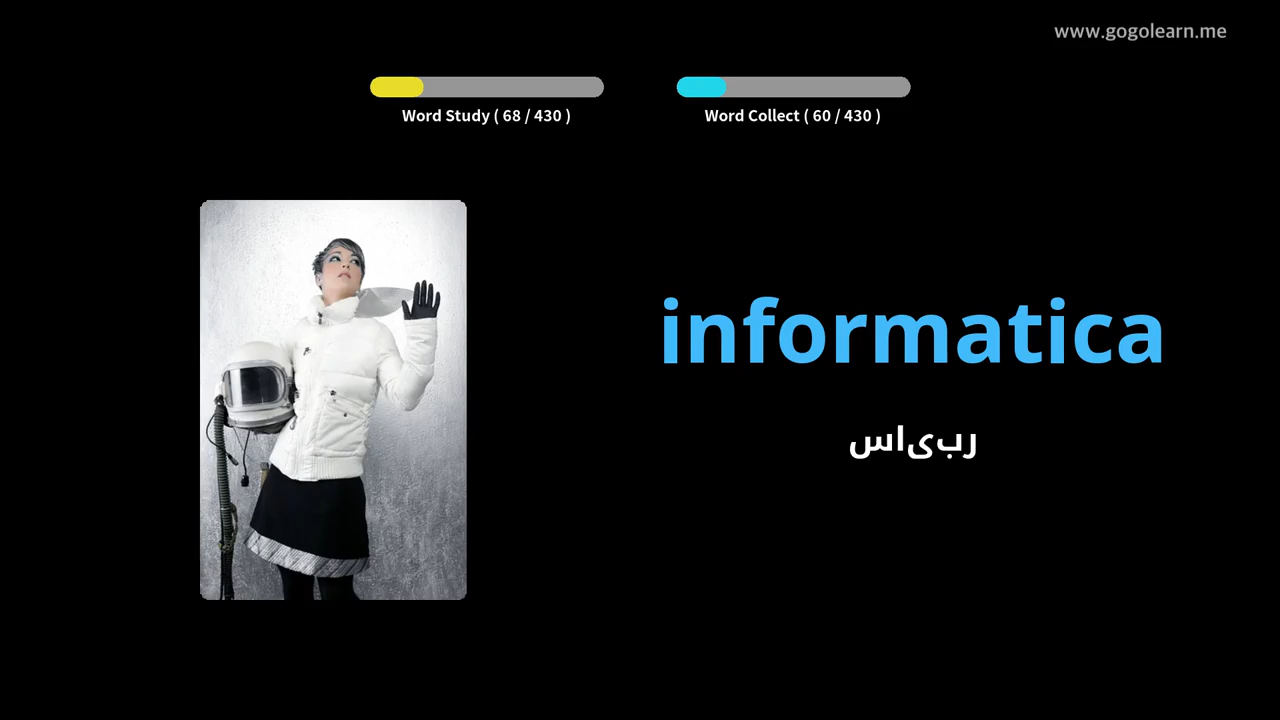 www.gogolearn.me
Word Study ( 68 / 430 )
Word Collect ( 60 / 430 )
informatica
ربیاس